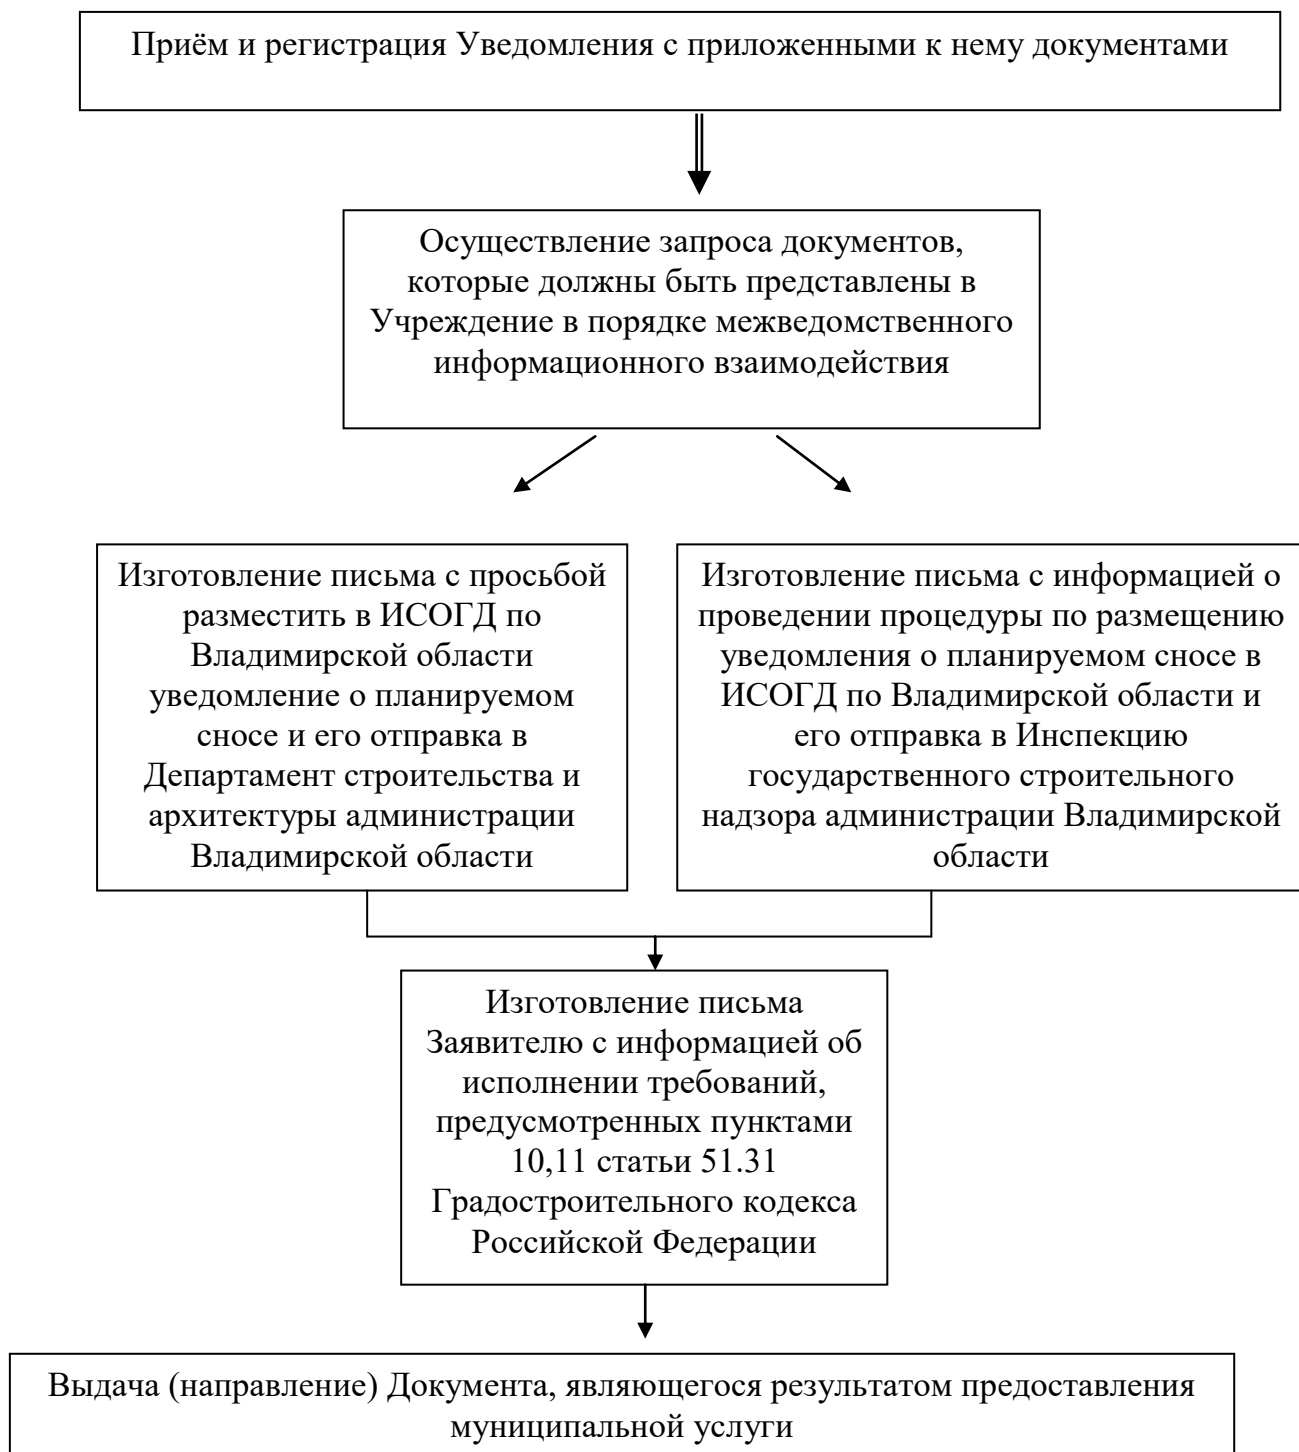 Приём и регистрация Уведомления с приложенными к нему документами
Осуществление запроса документов,
которые должны быть представлены в
Учреждение в порядке межведомственного
информационного взаимодействия
Изготовление письма с просьбой
разместить в ИСОГД по
Владимирской области
уведомление о планируемом
сносе и его отправка в
Департамент строительства и
архитектуры администрации
Владимирской области
Изготовление письма с информацией о
проведении процедуры по размещению
уведомления о планируемом сносе в
ИСОГД по Владимирской области и
его отправка в Инспекцию
государственного строительного
надзора администрации Владимирской
области
Изготовление письма
Заявителю с информацией об
исполнении требований,
предусмотренных пунктами
10,11 статьи 51.31
Градостроительного кодекса
Российской Федерации
Выдача (направление) Документа, являющегося результатом предоставления
муниципальной услуги